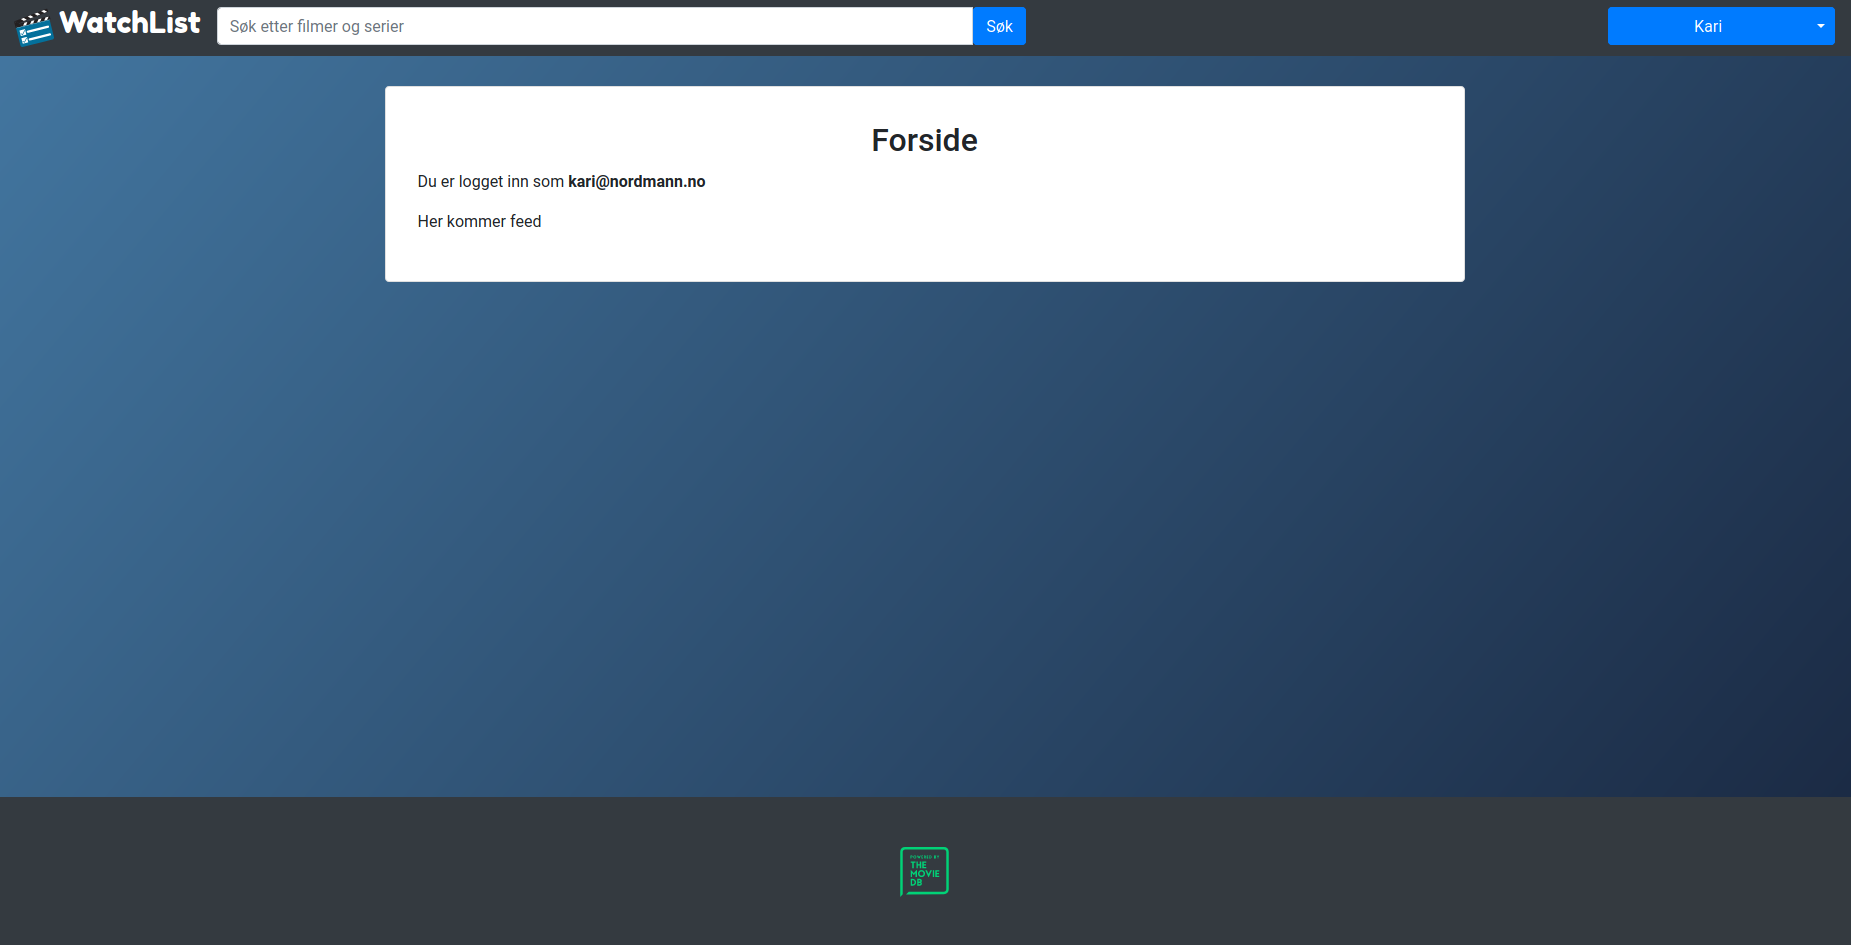 WatchList
Søk etter filmer og serier
Søk
Kari
Forside
Du er logget inn som kari@nordmann.no
Her kommer feed
POWERED BY
THE
MOVIE
DB